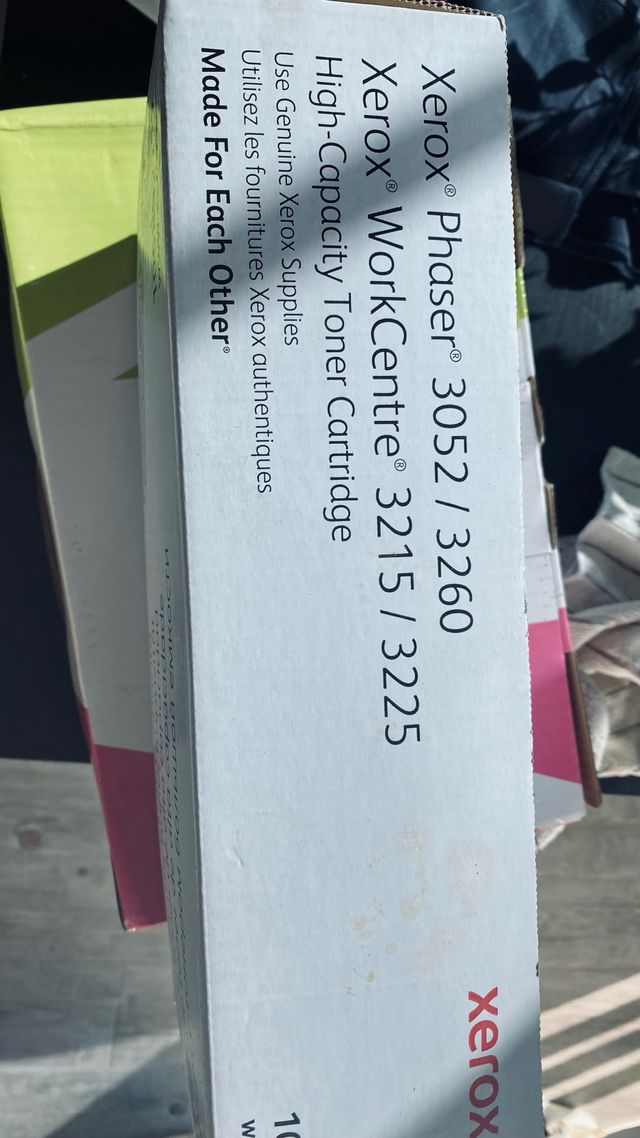 Xerox® Phaser® 3052 / 3260
Xerox® WorkCentre® 3215 / 3225
High-Capacity Toner Cartridge
Use Genuine Xerox Supplies
Utilisez les fournitures Xerox authentiques
Made For Each Other®
xerox